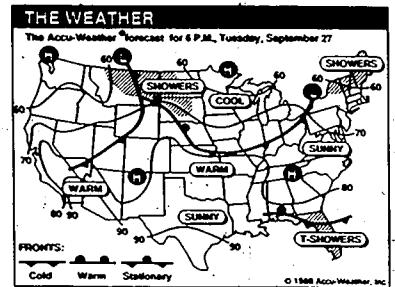 THE WEATHER
The Accu-Weather® forecast for 6 P.M., Tuesday, September 27
SHOWERS
60
60
60
60
SHOWERS
60
COOL
60
70
SUNNY
70
WARM
WARM
80
SUNNY
80 90
90
90
T-SHOWERS
FRONTS:
Cold Warm Stationary
© 1988 Accu-Weather, Inc